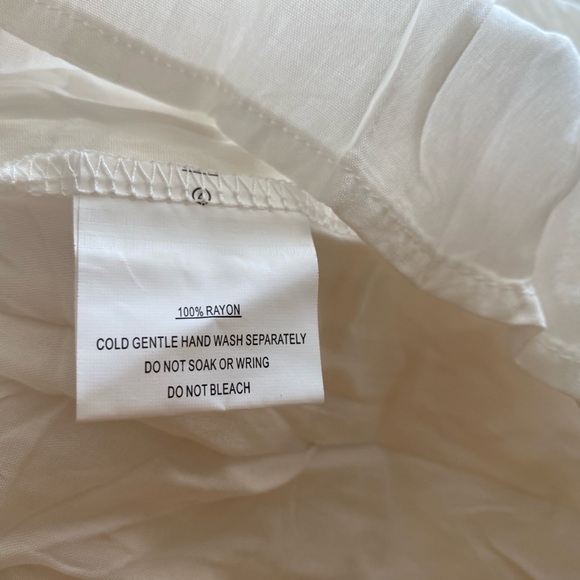 100% RAYON
COLD GENTLE HAND WASH SEPARATELY
DO NOT SOAK OR WRING
DO NOT BLEACH